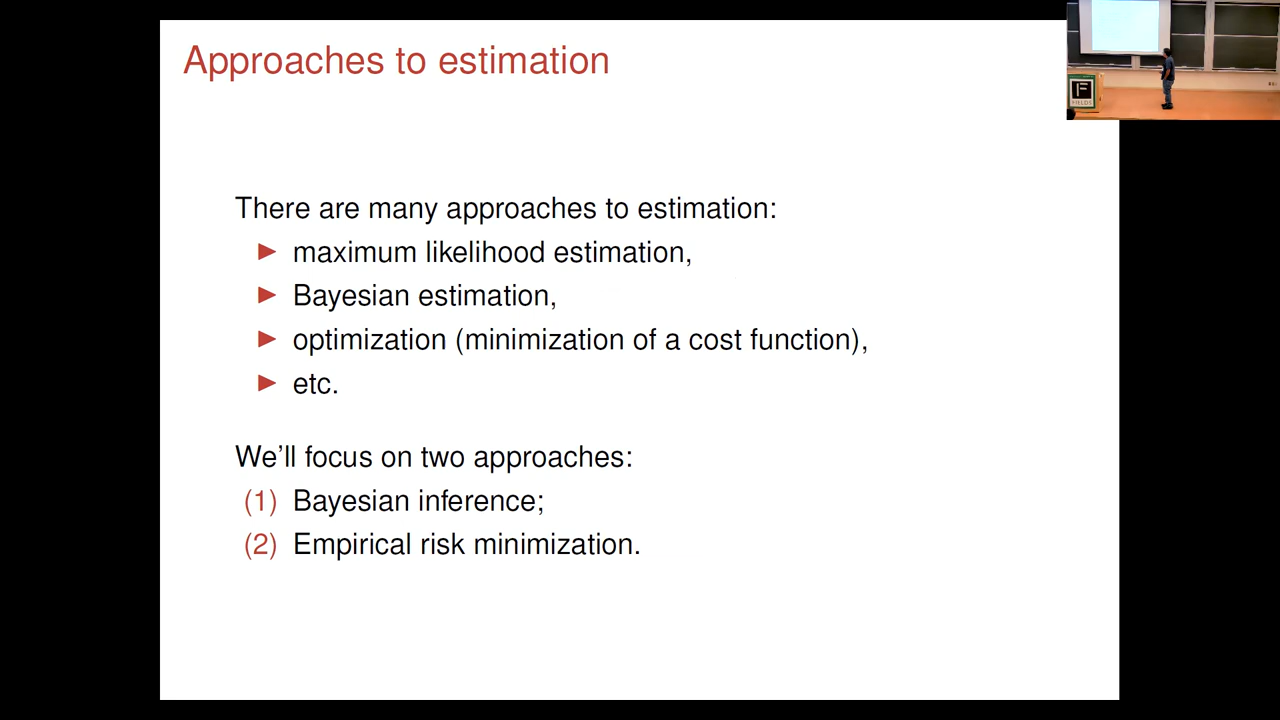 Approaches to estimation
There are many approaches to estimation:
▶ maximum likelihood estimation,
▶ Bayesian estimation,
▶ optimization (minimization of a cost function),
▶ etc.
We'll focus on two approaches:
(1) Bayesian inference;
(2) Empirical risk minimization.
F
FIELDS